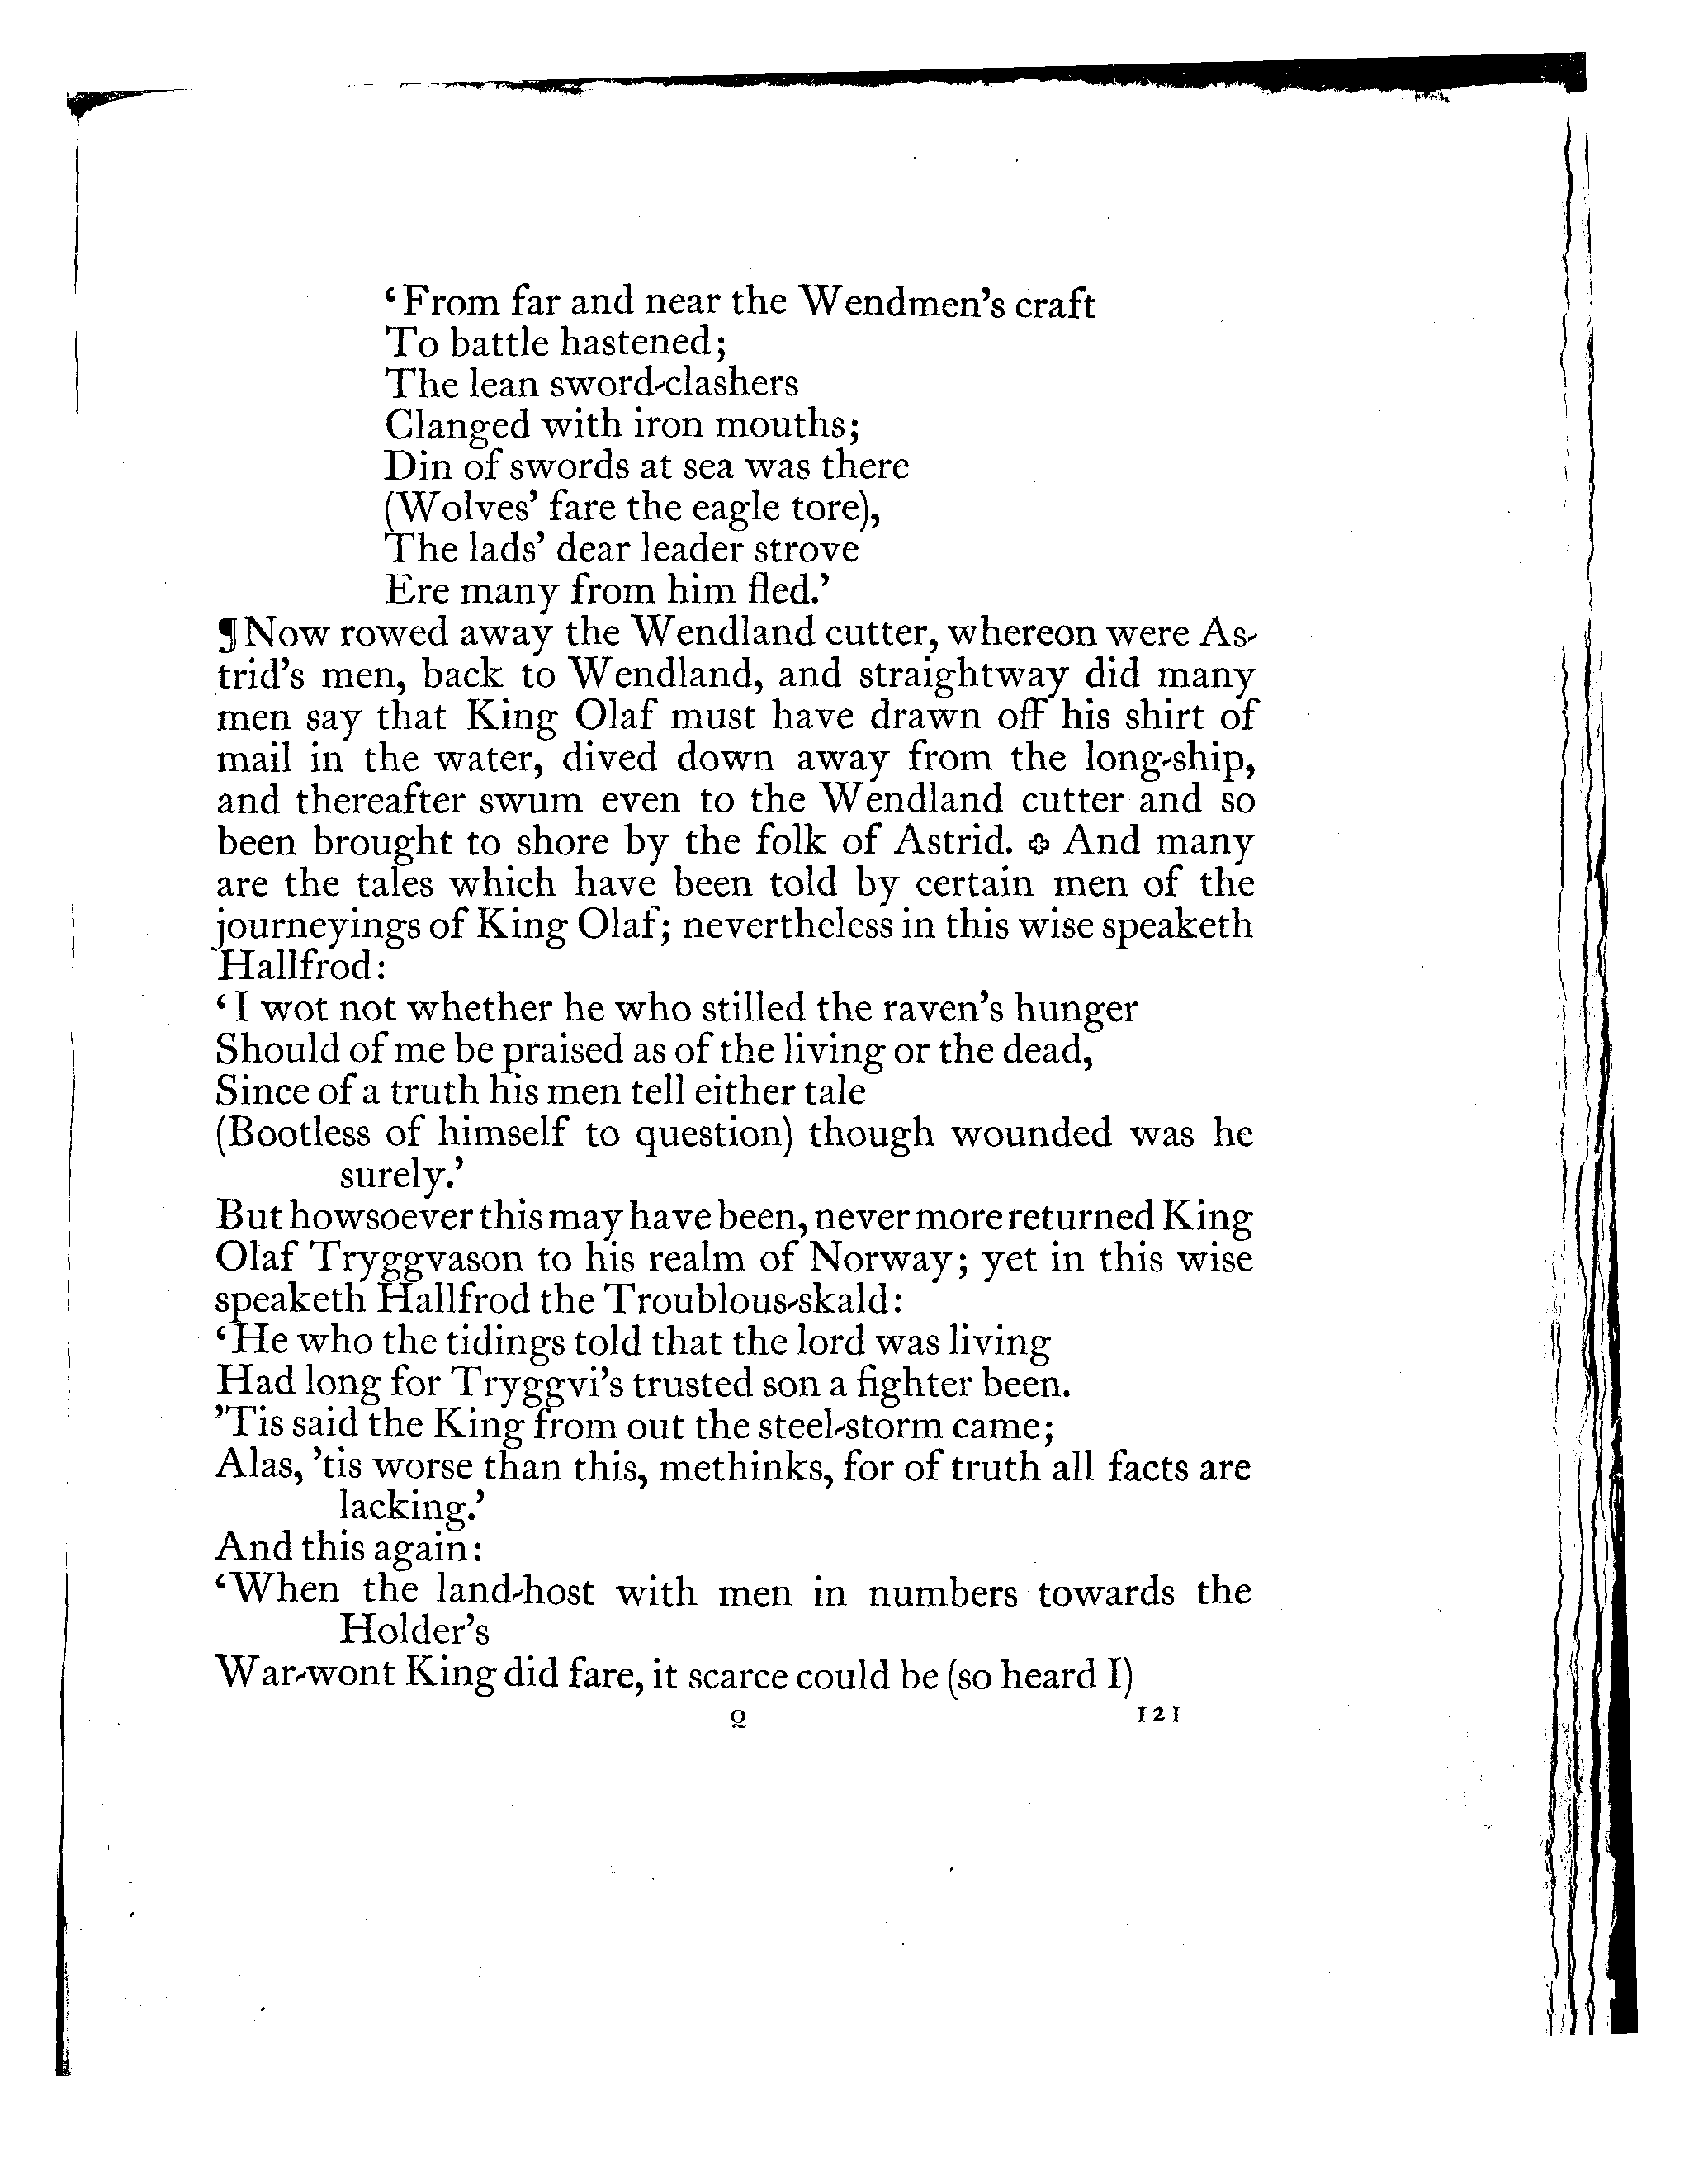 ‘From far and near the Wendmen's craft
To battle hastened;
The lean sword-clashers
Clanged with iron mouths;
Din of swords at sea was there
(Wolves' fare the eagle tore),
The lads' dear leader strove
Ere many from him fled.’
¶Now rowed away the Wendland cutter, whereon were As-
trid's men, back to Wendland, and straightway did many
men say that King Olaf must have drawn off his shirt of
mail in the water, dived down away from the long-ship,
and thereafter swum even to the Wendland cutter and so
been brought to shore by the folk of Astrid. ✣ And many
are the tales which have been told by certain men of the
journeyings of King Olaf; nevertheless in this wise speaketh
Hallfrod:
‘I wot not whether he who stilled the raven's hunger
Should of me be praised as of the living or the dead,
Since of a truth his men tell either tale
(Bootless of himself to question) though wounded was he
surely.’
But howsoever this may have been, never more returned King
Olaf Tryggvason to his realm of Norway; yet in this wise
speaketh Hallfrod the Troublous-skald:
‘He who the tidings told that the lord was living
Had long for Tryggvi's trusted son a fighter been.
’Tis said the King from out the steel-storm came;
Alas, ’tis worse than this, methinks, for of truth all facts are
lacking.’
And this again:
‘When the land-host with men in numbers towards the
Holder's
War-wont King did fare, it scarce could be (so heard I)
Q 121